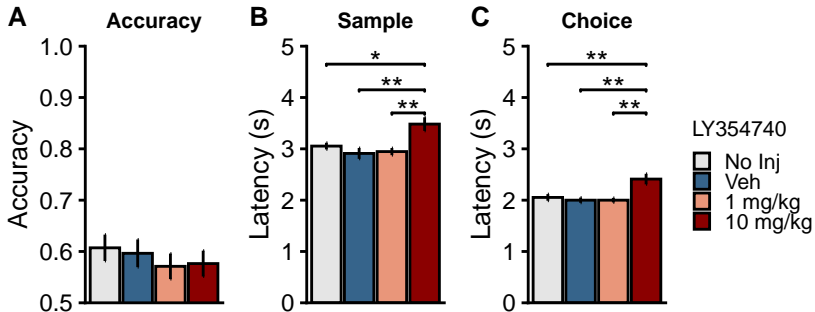 A
Accuracy
Accuracy
1.0
0.9
0.8
0.7
0.6
0.5
B
Sample
Latency (s)
5
4
3
2
1
0
*
**
**
C
Choice
Latency (s)
5
4
3
2
1
0
**
**
**
LY354740
No Inj
Veh
1 mg/kg
10 mg/kg